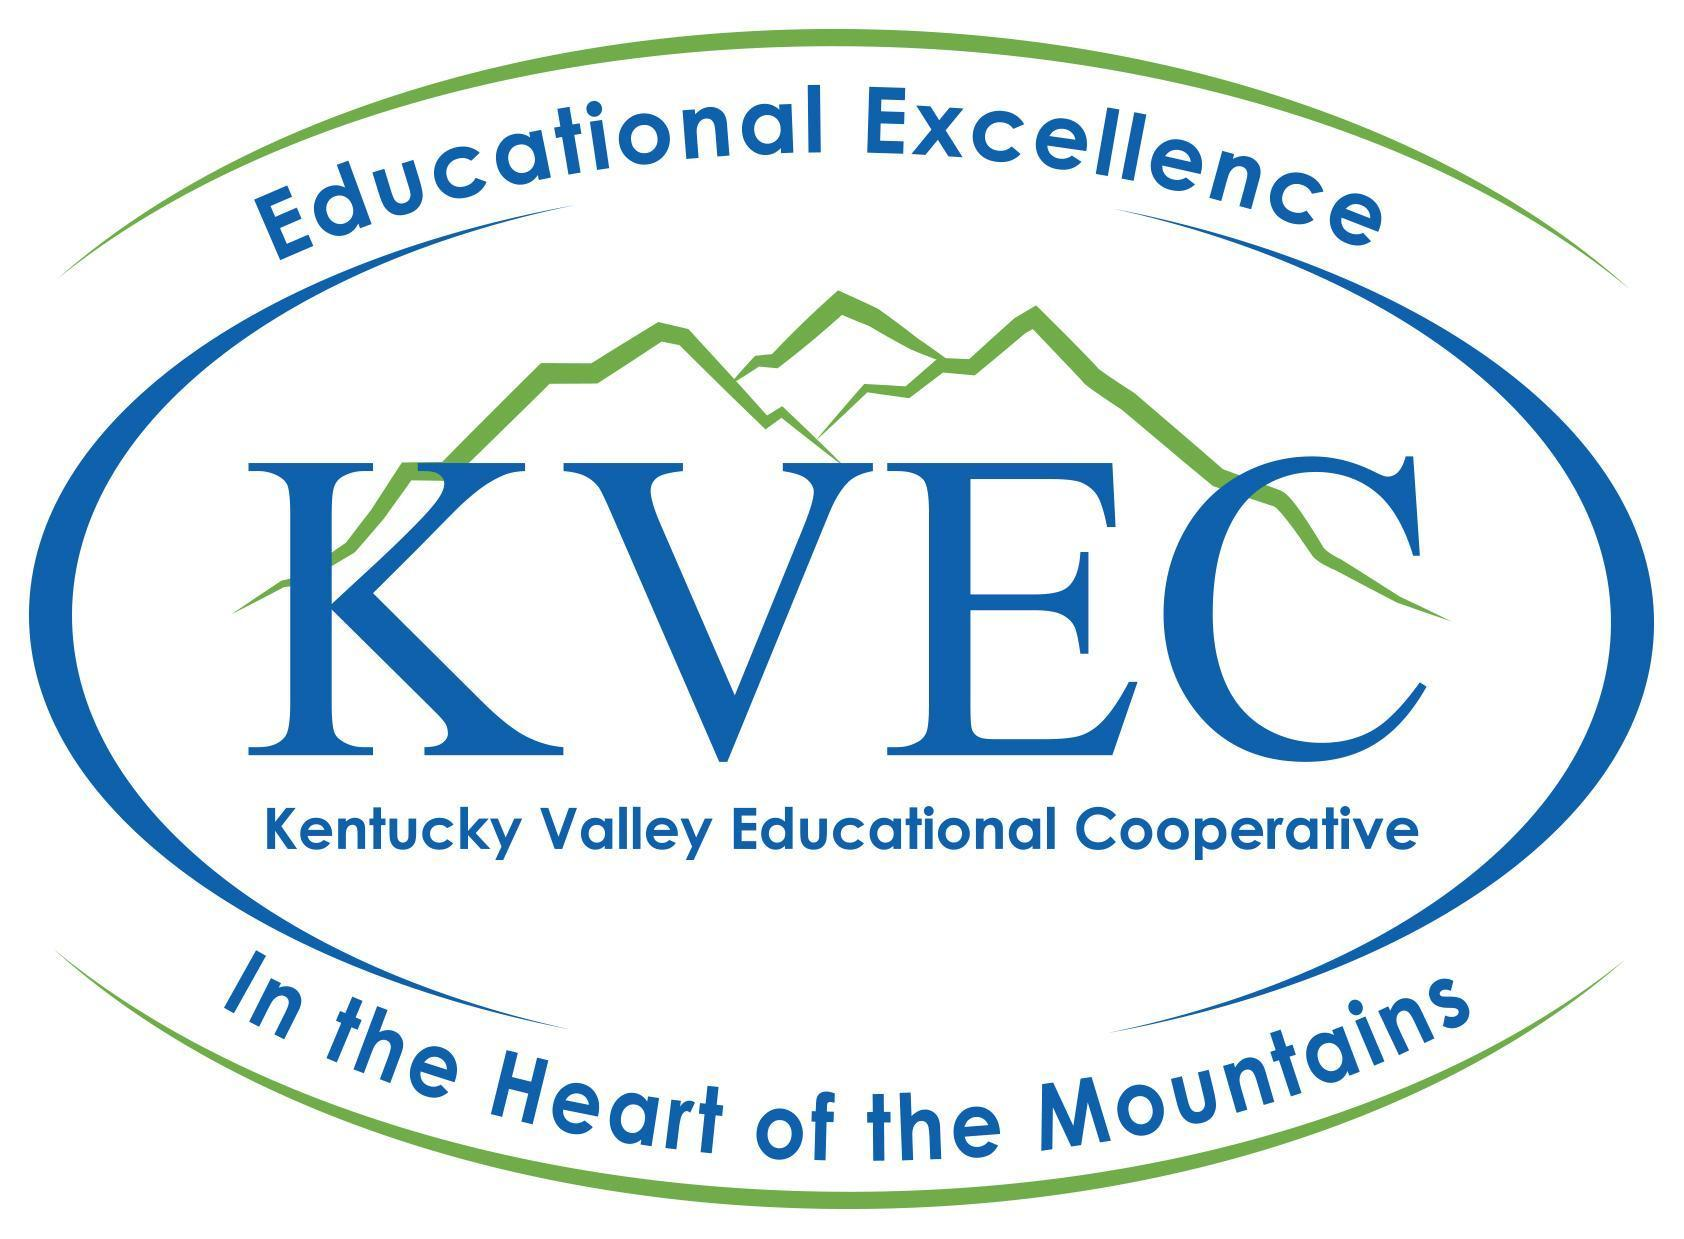 Educational Excellence
KVEC
Kentucky Valley Educational Cooperative
In the Heart of the Mountains